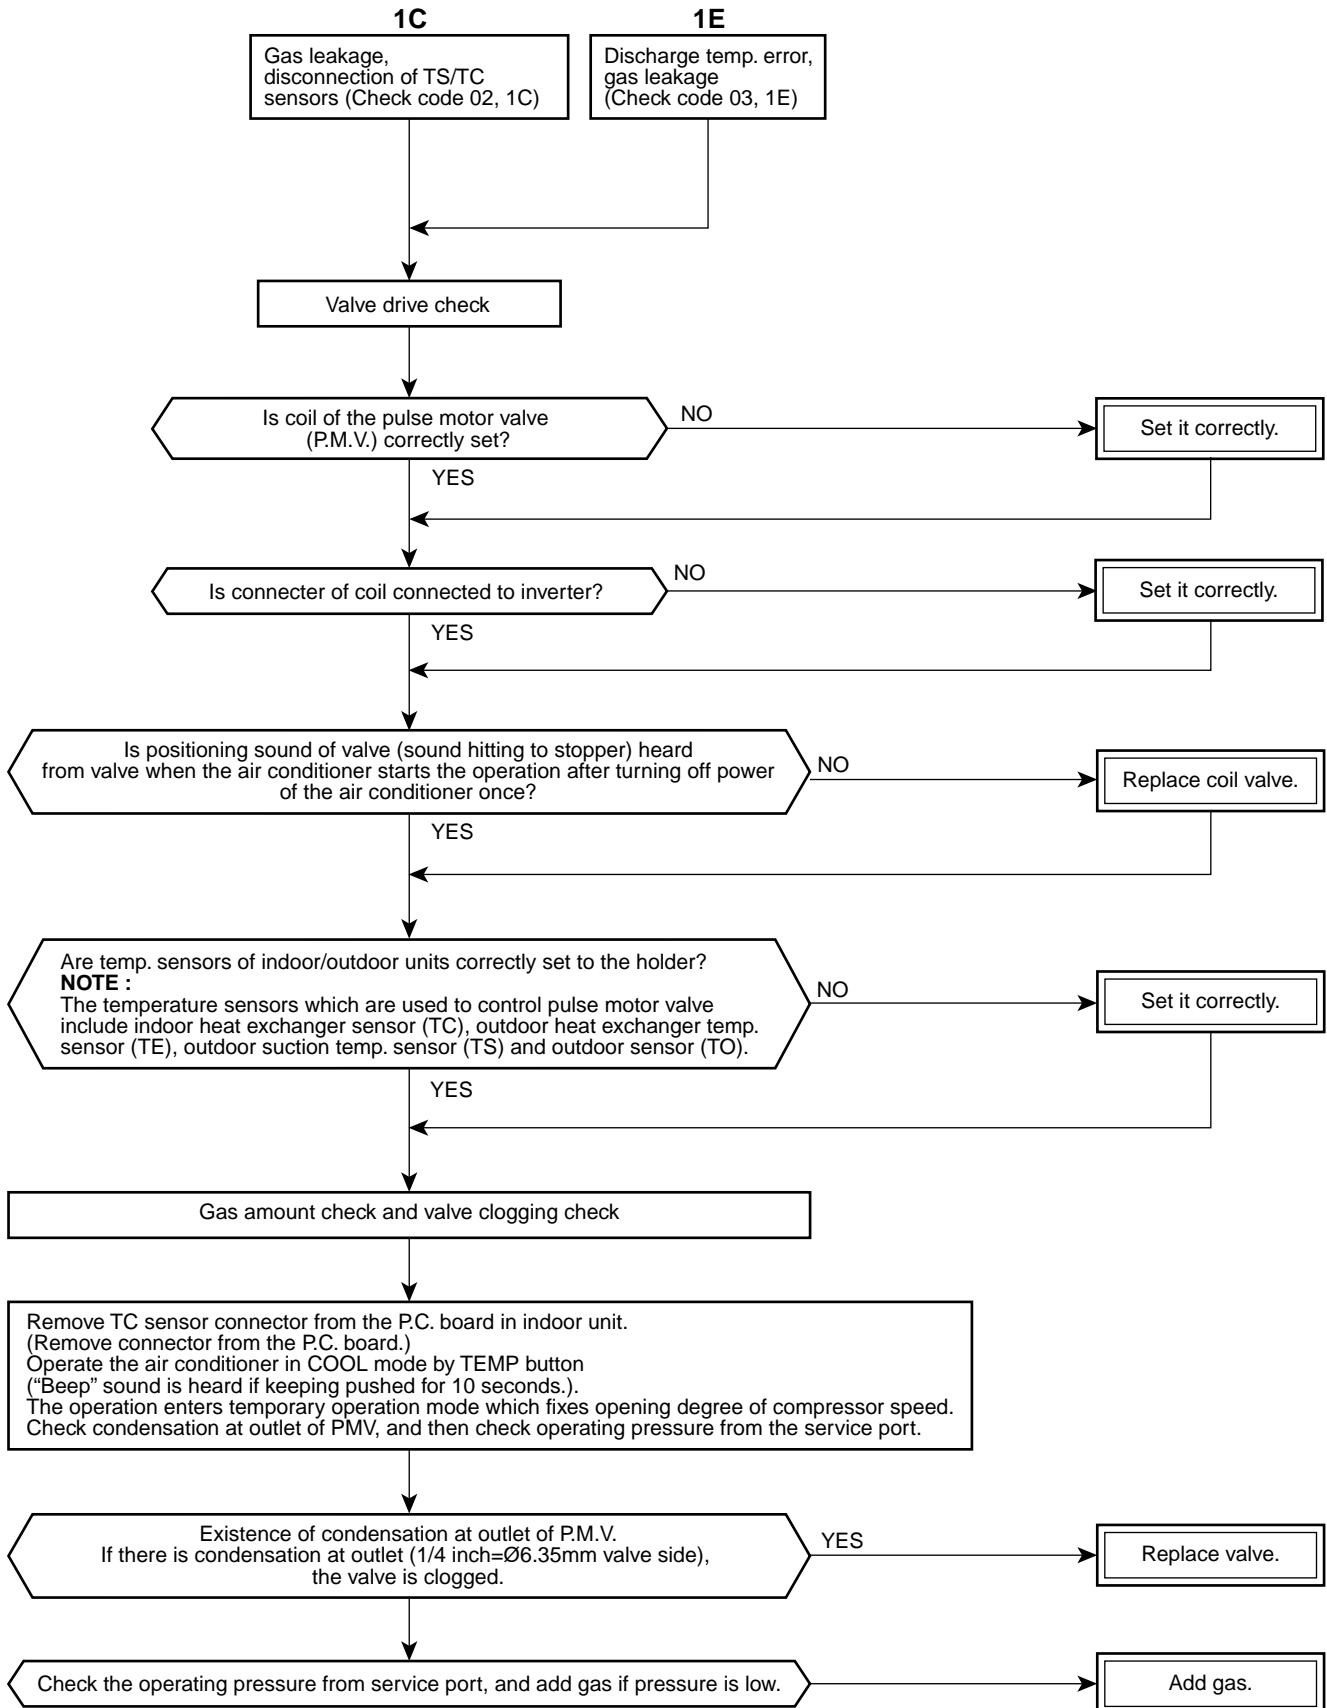 1C
1E
Gas leakage,
disconnection of TS/TC
sensors (Check code 02, 1C)
Discharge temp. error,
gas leakage
(Check code 03, 1E)
Valve drive check
Is coil of the pulse motor valve
(P.M.V.) correctly set?
NO
Set it correctly.
YES
Is connecter of coil connected to inverter?
NO
Set it correctly.
YES
Is positioning sound of valve (sound hitting to stopper) heard
from valve when the air conditioner starts the operation after turning off power
of the air conditioner once?
NO
Replace coil valve.
YES
Are temp. sensors of indoor/outdoor units correctly set to the holder?
NOTE :
The temperature sensors which are used to control pulse motor valve
include indoor heat exchanger sensor (TC), outdoor heat exchanger temp.
sensor (TE), outdoor suction temp. sensor (TS) and outdoor sensor (TO).
NO
Set it correctly.
YES
Gas amount check and valve clogging check
Remove TC sensor connector from the P.C. board in indoor unit.
(Remove connector from the P.C. board.)
Operate the air conditioner in COOL mode by TEMP button
(“Beep” sound is heard if keeping pushed for 10 seconds.).
The operation enters temporary operation mode which fixes opening degree of compressor speed.
Check condensation at outlet of PMV, and then check operating pressure from the service port.
Existence of condensation at outlet of P.M.V.
If there is condensation at outlet (1/4 inch=Ø6.35mm valve side),
the valve is clogged.
YES
Replace valve.
Check the operating pressure from service port, and add gas if pressure is low.
Add gas.